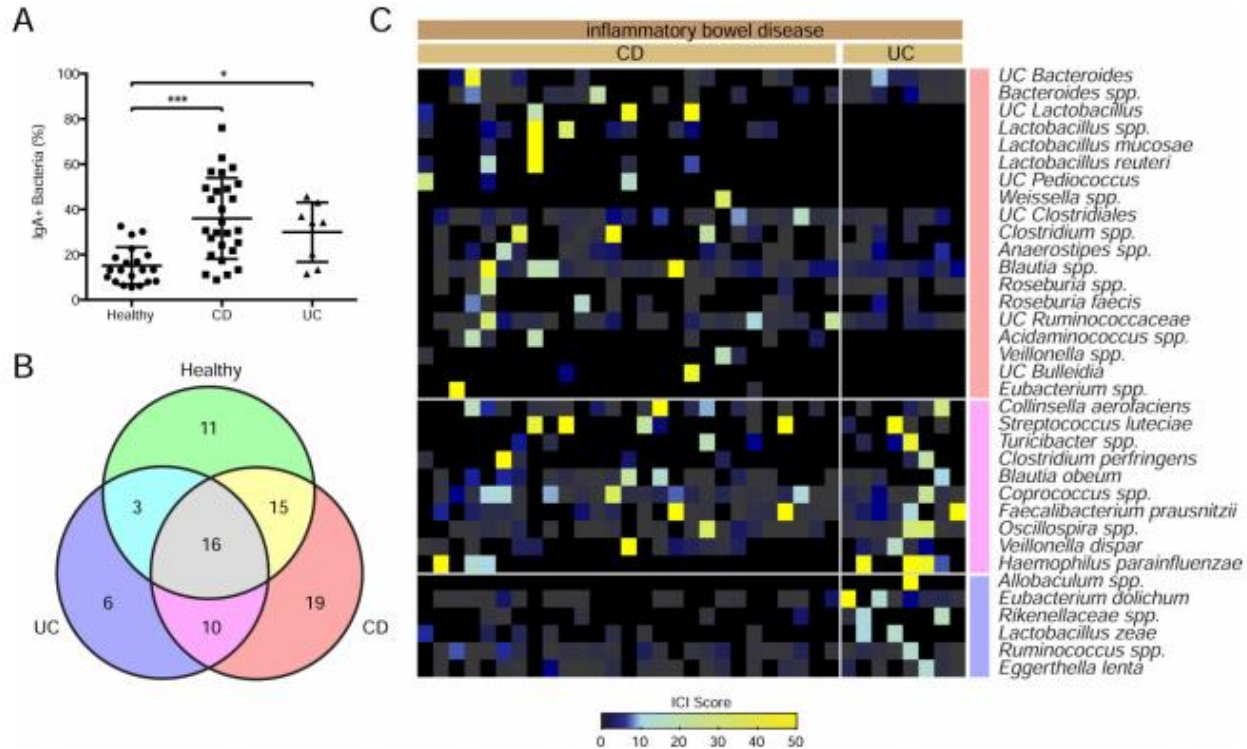 A
IgA+ Bacteria (%)
100
80
60
40
20
0
***
*
Healthy
CD
UC
B
Healthy
11
3
15
16
6
10
19
UC
CD
C
inflammatory bowel disease
CD
UC
UC Bacteroides
Bacteroides spp.
UC Lactobacillus
Lactobacillus spp.
Lactobacillus mucosae
Lactobacillus reuteri
UC Pediococcus
Weissella spp.
UC Clostridiales
Clostridium spp.
Anaerostipes spp.
Blautia spp.
Roseburia spp.
Roseburia faecis
UC Ruminococcaceae
Acidaminococcus spp.
Veillonella spp.
UC Bulleidia
Eubacterium spp.
Collinsella aerofaciens
Streptococcus luteciae
Turicibacter spp.
Clostridium perfringens
Blautia obeum
Coprococcus spp.
Faecalibacterium prausnitzii
Oscillospira spp.
Veillonella dispar
Haemophilus parainfluenzae
Allobaculum spp.
Eubacterium dolichum
Rikenellaceae spp.
Lactobacillus zeae
Ruminococcus spp.
Eggerthella lenta
ICI Score
0 10 20 30 40 50